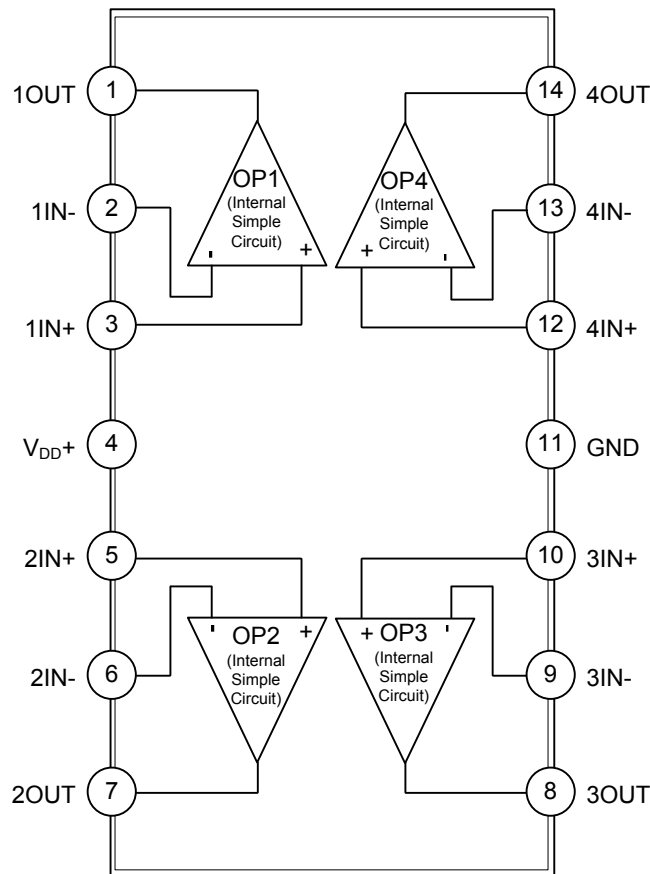 1OUT 1 14 4OUT
OP1 OP4
(Internal (Internal
Simple Simple
Circuit) Circuit)
1IN- 2 13 4IN-
- + + -
1IN+ 3 12 4IN+
VDD+ 4 11 GND
2IN+ 5 10 3IN+
- + + -
OP2 OP3
(Internal (Internal
Simple Simple
Circuit) Circuit)
2IN- 6 9 3IN-
2OUT 7 8 3OUT